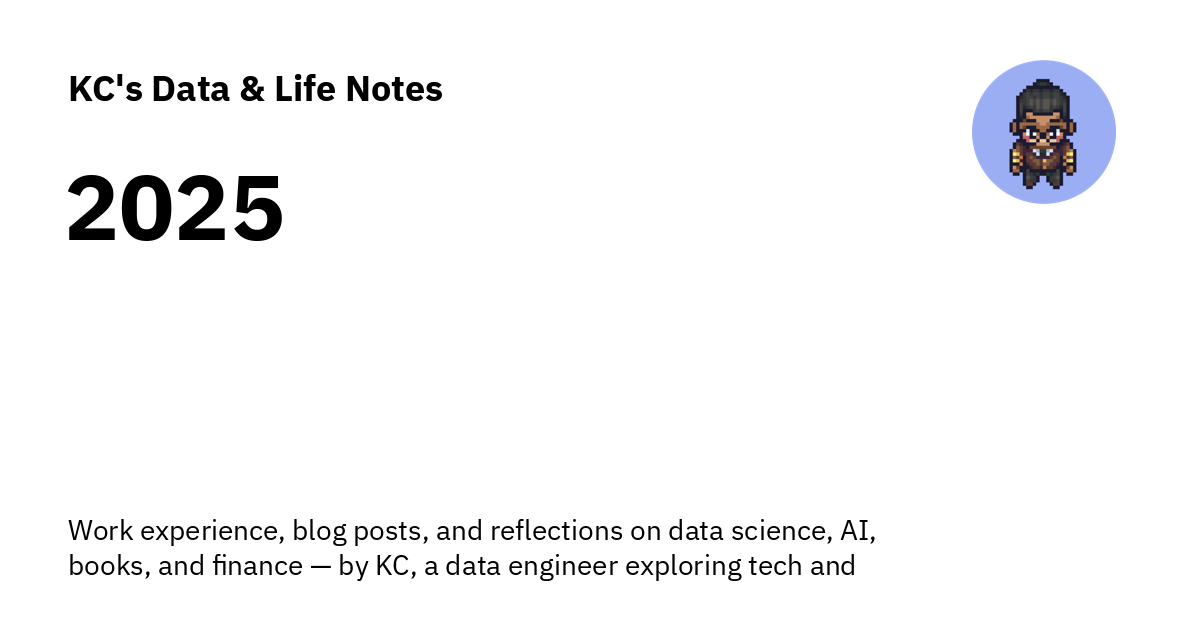 KC's Data & Life Notes
2025
Work experience, blog posts, and reflections on data science, AI,
books, and finance — by KC, a data engineer exploring tech and